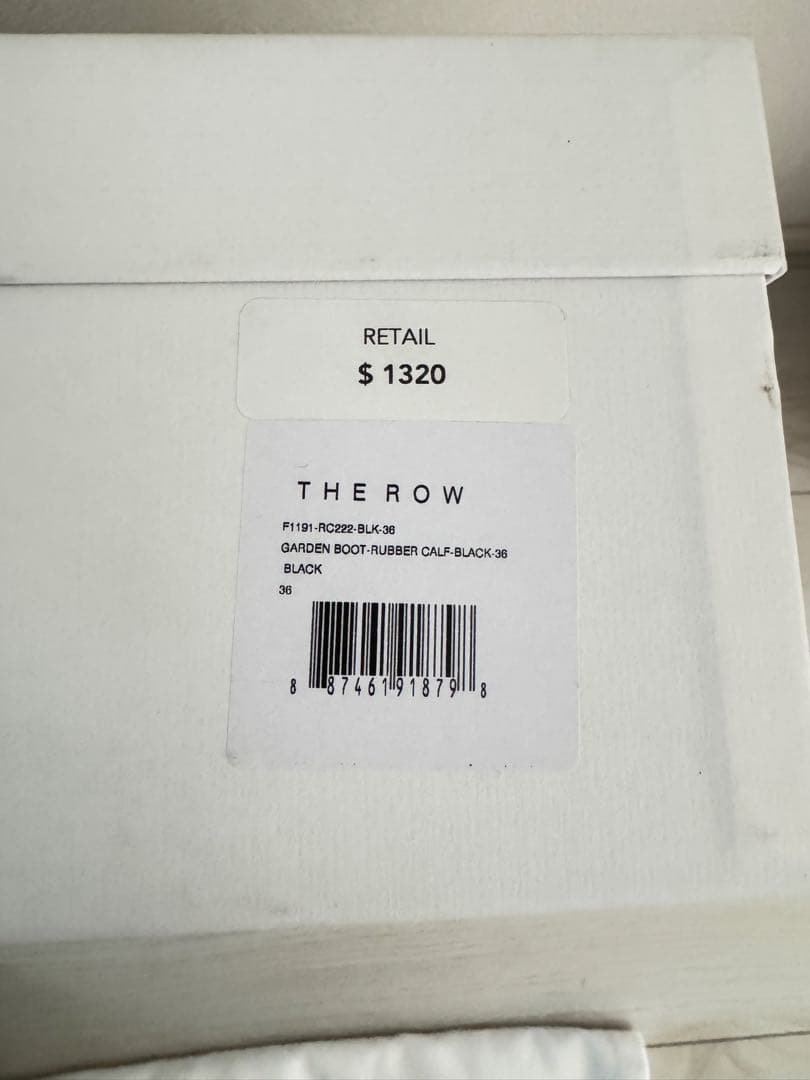 RETAIL
$ 1320
THE ROW
F1191-RC222-BLK-36
GARDEN BOOT-RUBBER CALF-BLACK-36
BLACK
36
8 87461 91879 8